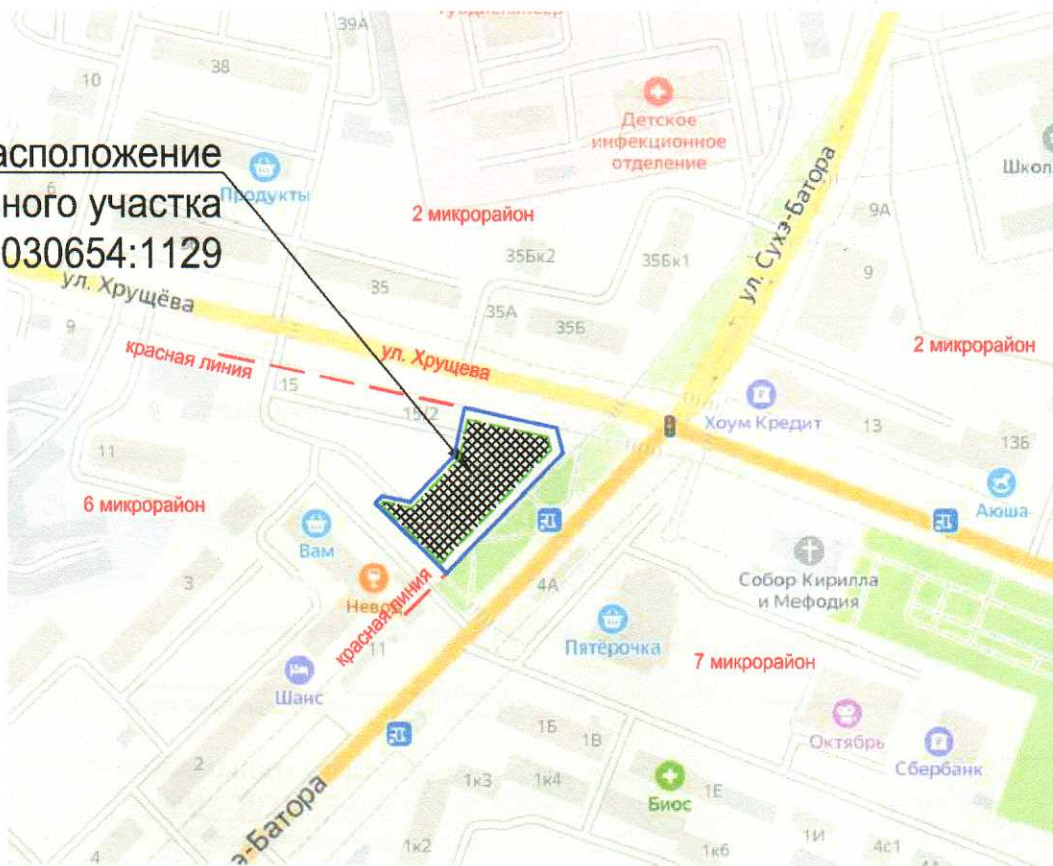 39А
38
10
Детское
инфекционное
отделение
Школ
асположение
Продукты
ного участка
030654:1129
6
2 микрорайон
ул. Сухэ-Батора
9А
9
35Бк2
35Бк1
35
35А
35Б
ул. Хрущёва
9
красная линия
ул. Хрущева
2 микрорайон
15
15/2
Хоум Кредит
13
13Б
11
Аюша
6 микрорайон
Вам
3
Невод
красная линия
4А
Собор Кирилла
и Мефодия
Пятёрочка
7 микрорайон
11
Шанс
1Б
1В
Октябрь
Сбербанк
2
1к3
1к4
Биос
1Е
э-Батора
4
1к2
1к6
1И
4с1